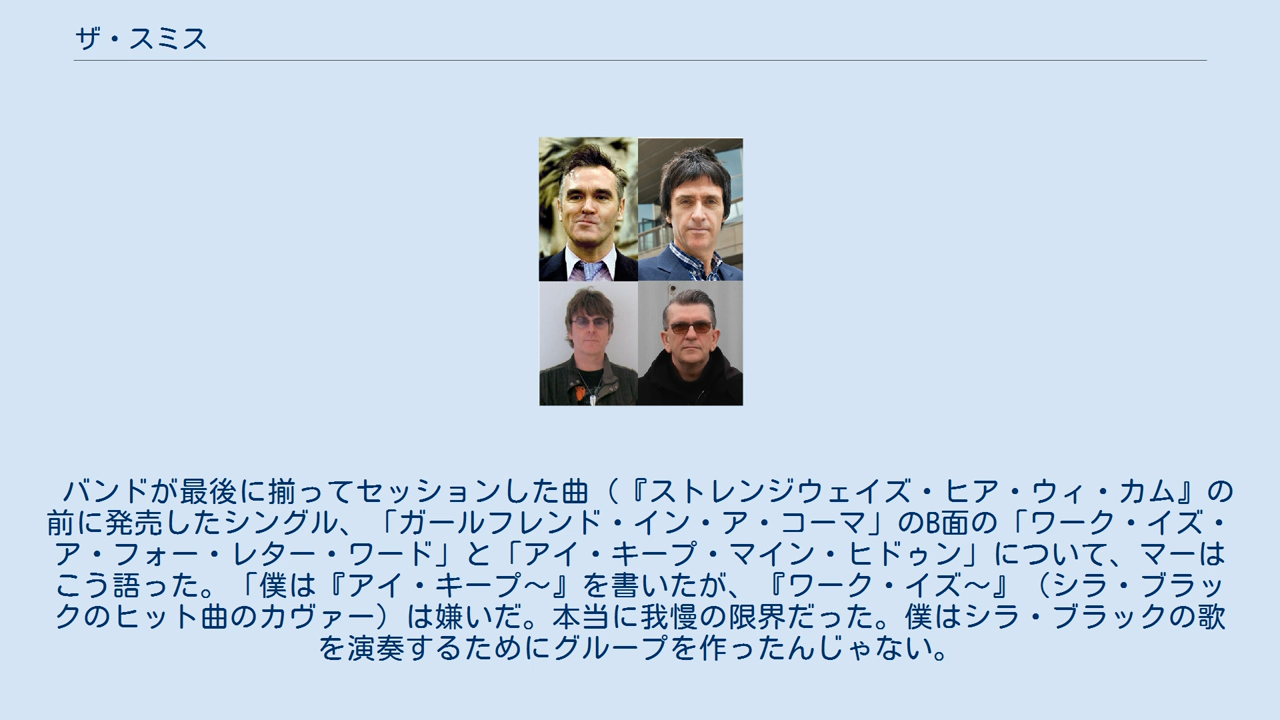 ザ・スミス
バンドが最後に揃ってセッションした曲（『ストレンジウェイズ・ヒア・ウィ・カム』の
前に発売したシングル、「ガールフレンド・イン・ア・コーマ」のB面の「ワーク・イズ・
ア・フォー・レター・ワード」と「アイ・キープ・マイン・ヒドゥン」について、マーは
こう語った。「僕は『アイ・キープ〜』を書いたが、『ワーク・イズ〜』（シラ・ブラッ
クのヒット曲のカヴァー）は嫌いだ。本当に我慢の限界だった。僕はシラ・ブラックの歌
を演奏するためにグループを作ったんじゃない。